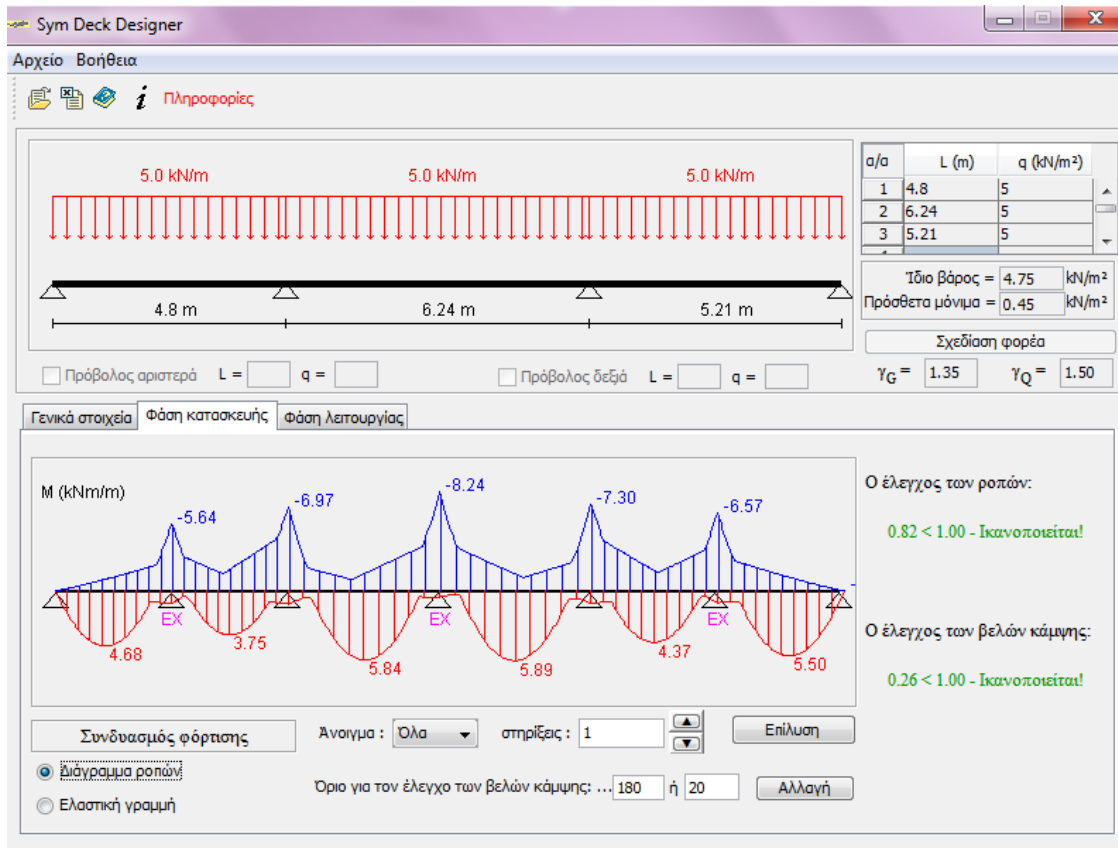 Sym Deck Designer
Αρχείο Βοήθεια
i Πληροφορίες
5.0 kN/m 5.0 kN/m 5.0 kN/m
4.8 m 6.24 m 5.21 m
α/α L (m) q (kN/m²)
1 4.8 5
2 6.24 5
3 5.21 5
Ίδιο βάρος = 4.75 kN/m²
Πρόσθετα μόνιμα = 0.45 kN/m²
Σχεδίαση φορέα
Πρόβολος αριστερά L = q = Πρόβολος δεξιά L = q =
γG = 1.35 γQ = 1.50
Γενικά στοιχεία Φάση κατασκευής Φάση λειτουργίας
M (kNm/m)
-5.64 -6.97 -8.24 -7.30 -6.57
EX EX EX
4.68 3.75 5.84 5.89 4.37 5.50
Ο έλεγχος των ροπών:
0.82 < 1.00 - Ικανοποιείται!
Ο έλεγχος των βελών κάμψης:
0.26 < 1.00 - Ικανοποιείται!
Συνδυασμός φόρτισης
Άνοιγμα : Όλα στηρίξεις : 1 Επίλυση
Διάγραμμα ροπών
Ελαστική γραμμή
Όριο για τον έλεγχο των βελών κάμψης: ... 180 ή 20 Αλλαγή